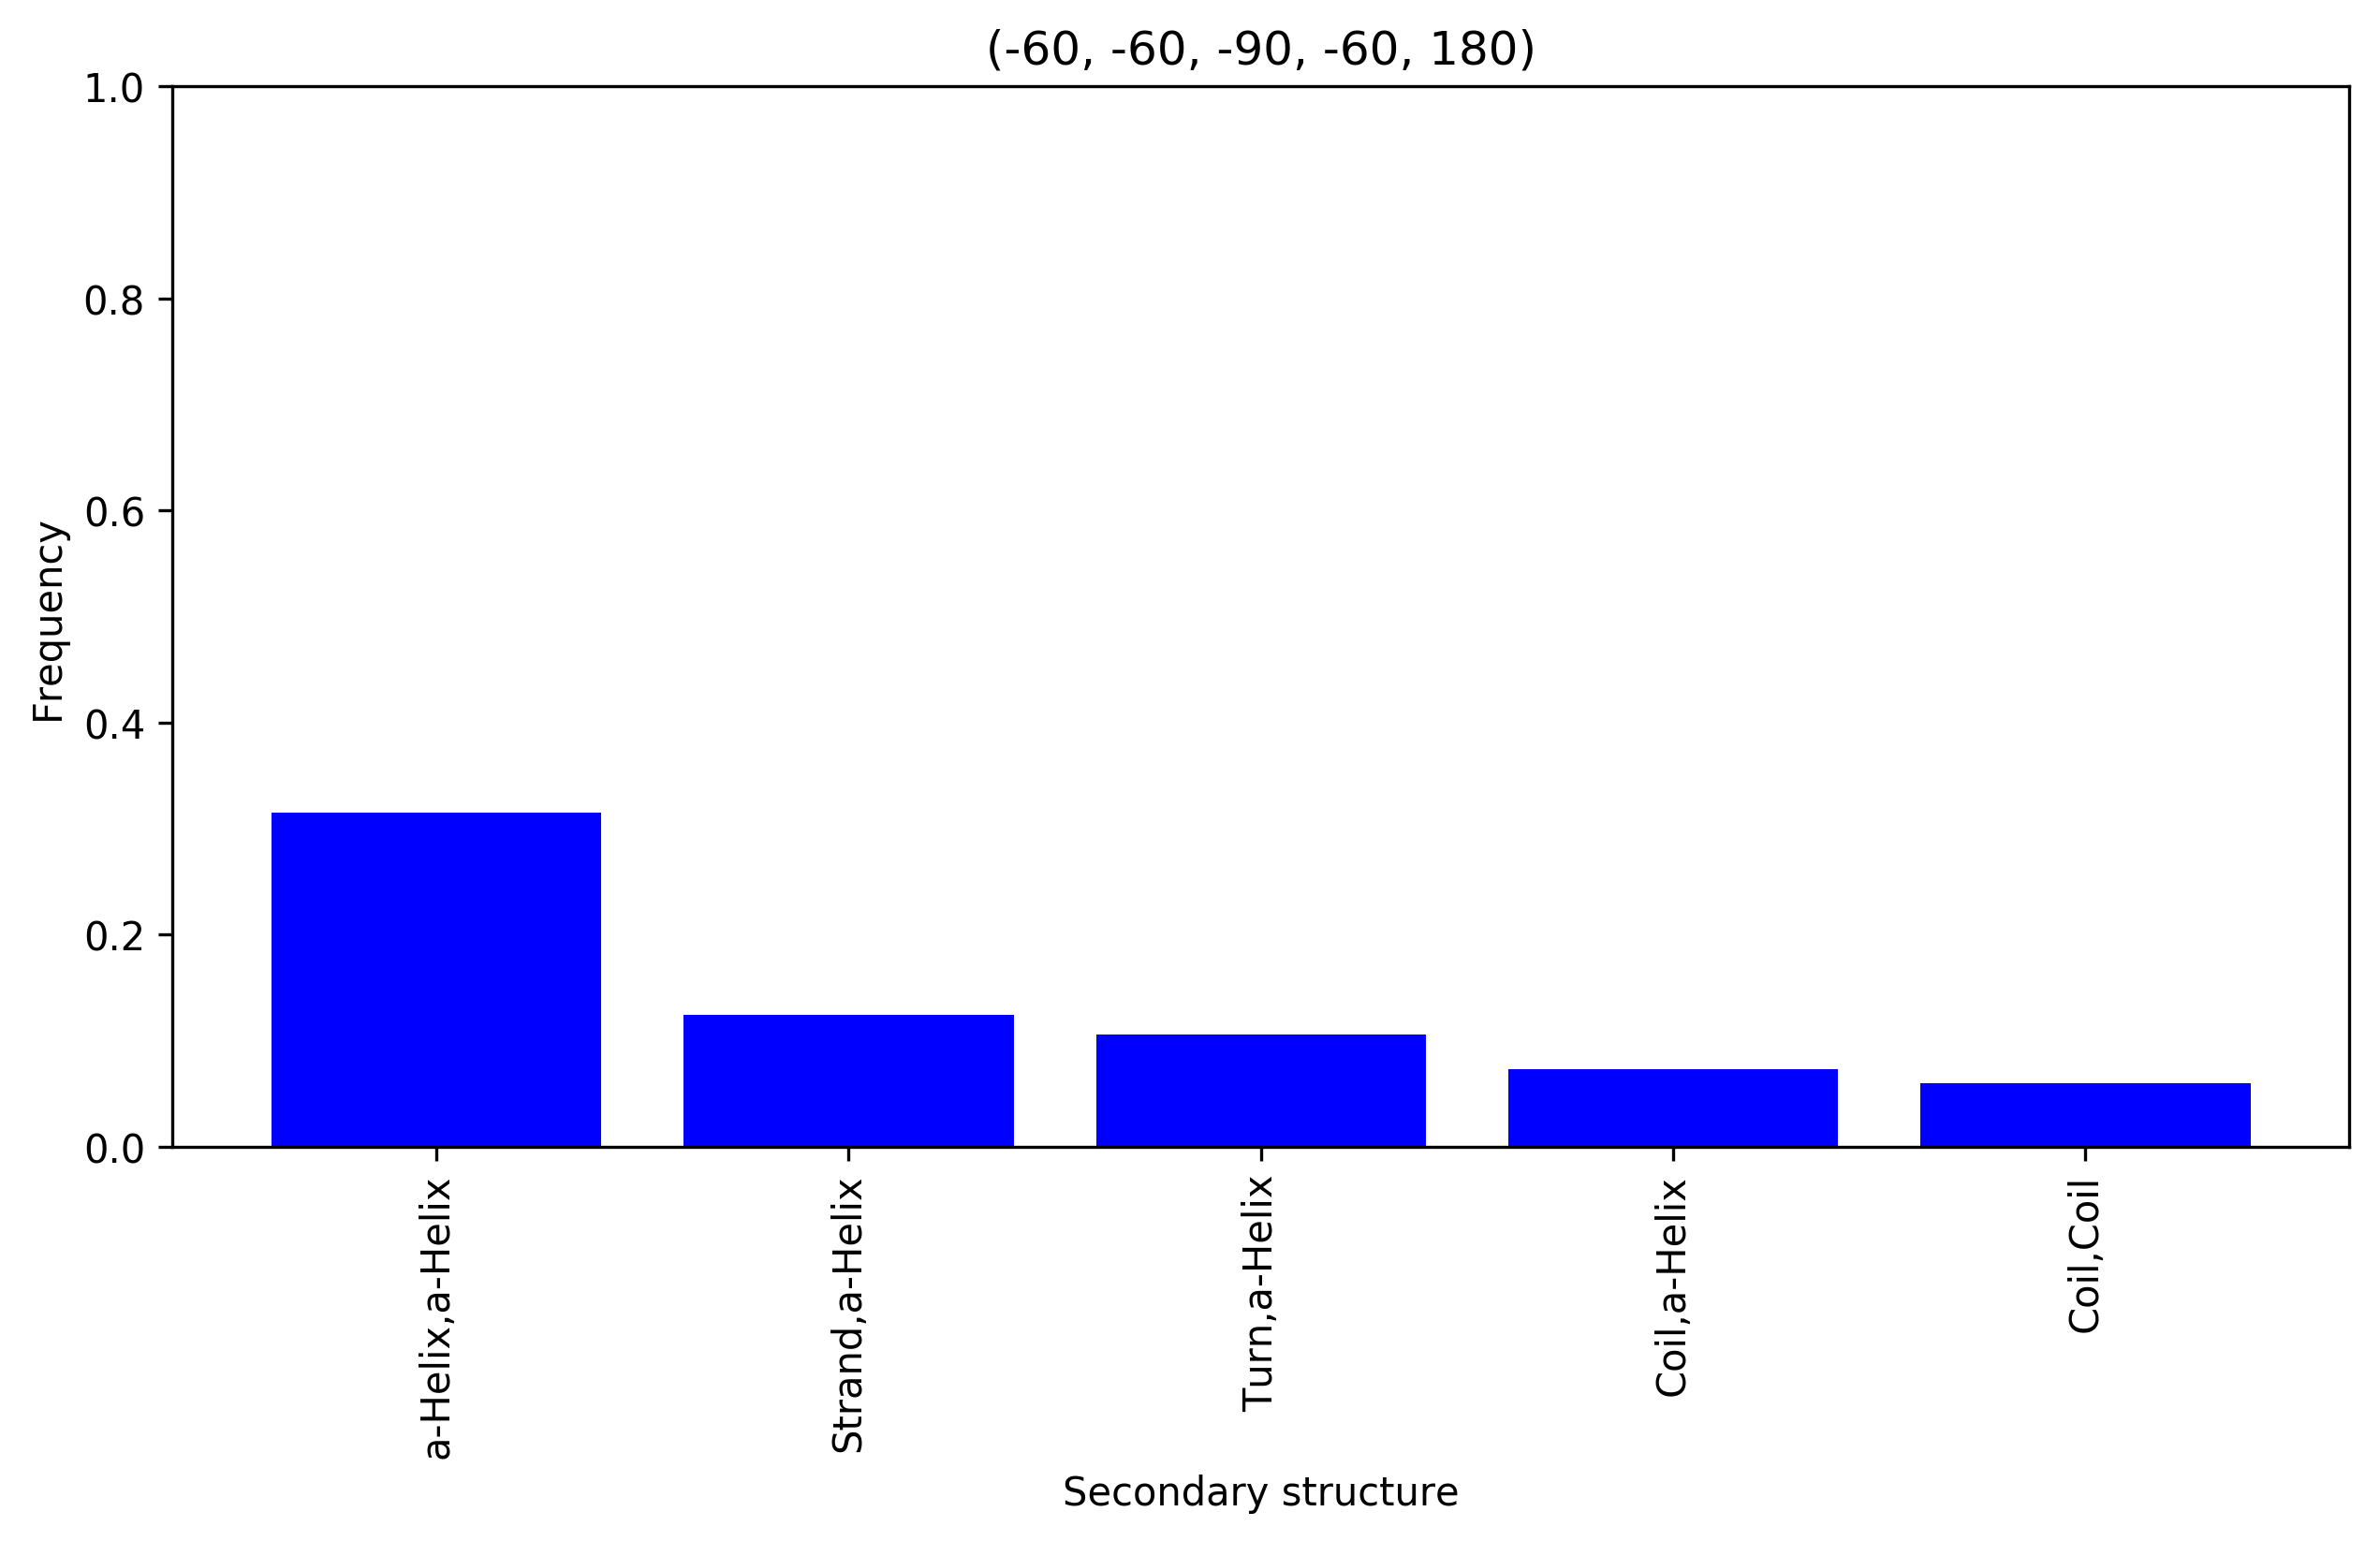 (-60, -60, -90, -60, 180)
1.0
0.8
0.6
0.4
0.2
0.0
Frequency
a-Helix,a-Helix
Strand,a-Helix
Turn,a-Helix
Coil,a-Helix
Coil,Coil
Secondary structure